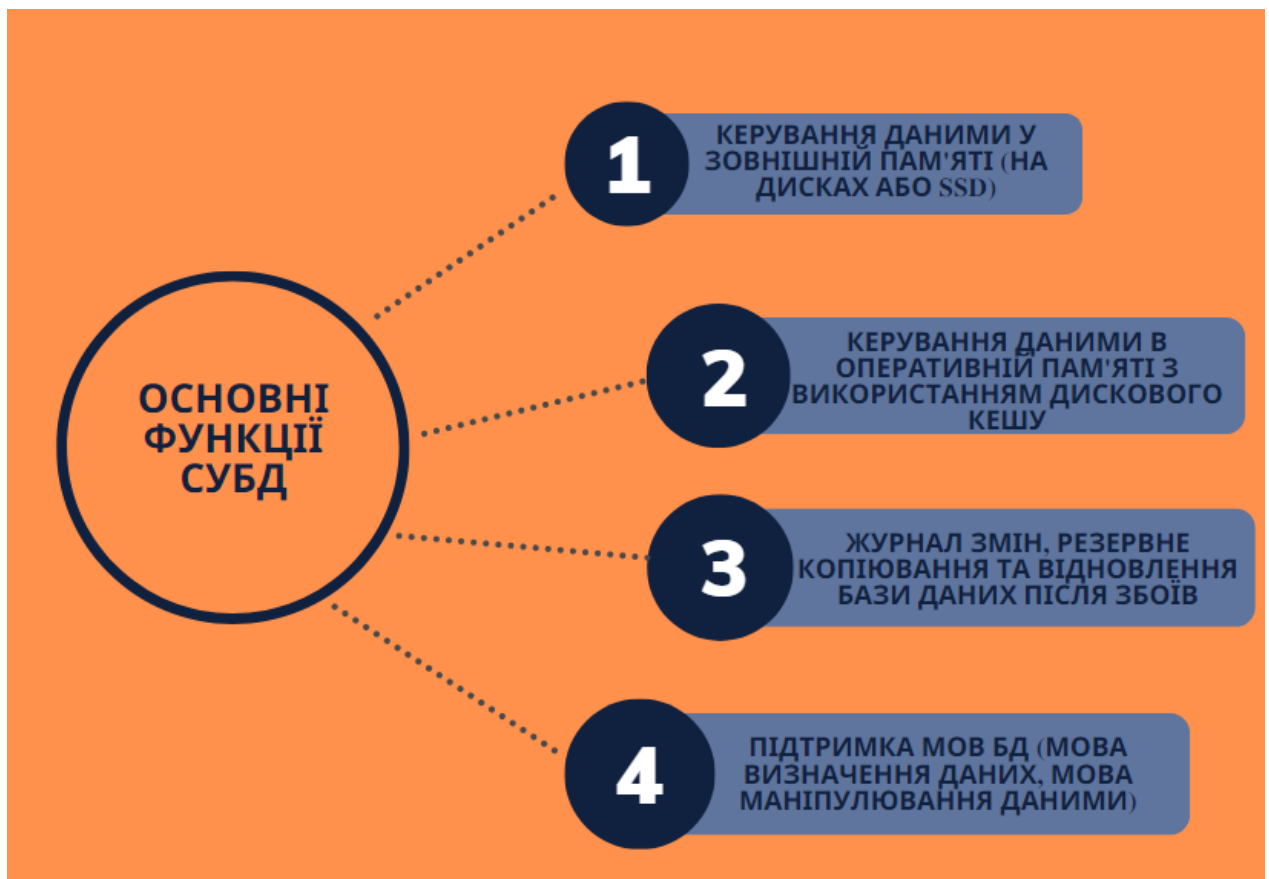 ОСНОВНІ
ФУНКЦІЇ
СУБД
1
КЕРУВАННЯ ДАНИМИ У
ЗОВНІШНІЙ ПАМ'ЯТІ (НА
ДИСКАХ АБО SSD)
2
КЕРУВАННЯ ДАНИМИ В
ОПЕРАТИВНІЙ ПАМ'ЯТІ З
ВИКОРИСТАННЯМ ДИСКОВОГО
КЕШУ
3
ЖУРНАЛ ЗМІН, РЕЗЕРВНЕ
КОПІЮВАННЯ ТА ВІДНОВЛЕННЯ
БАЗИ ДАНИХ ПІСЛЯ ЗБОЇВ
4
ПІДТРИМКА МОВ БД (МОВА
ВИЗНАЧЕННЯ ДАНИХ, МОВА
МАНІПУЛЮВАННЯ ДАНИМИ)